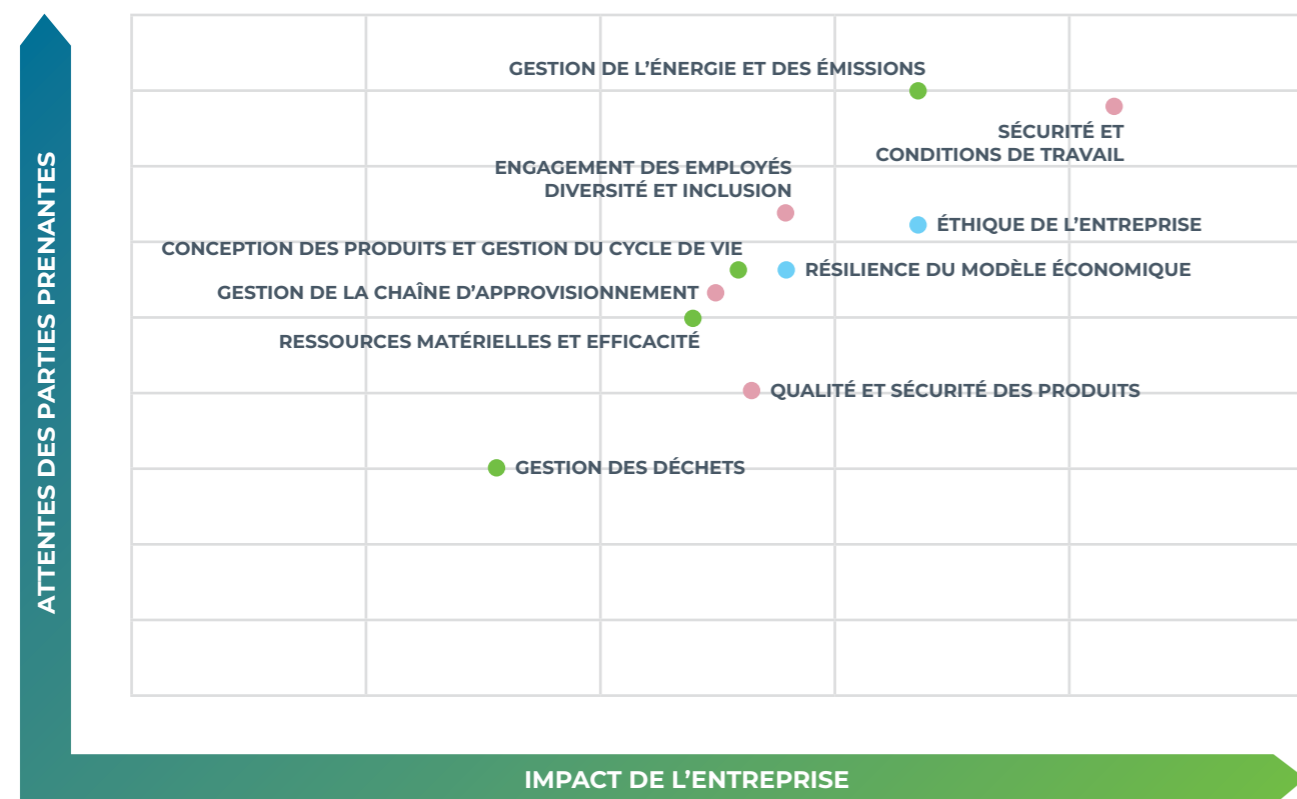 GESTION DE L’ÉNERGIE ET DES ÉMISSIONS
SÉCURITÉ ET
CONDITIONS DE TRAVAIL
ENGAGEMENT DES EMPLOYÉS
DIVERSITÉ ET INCLUSION
ÉTHIQUE DE L’ENTREPRISE
CONCEPTION DES PRODUITS ET GESTION DU CYCLE DE VIE
RÉSILIENCE DU MODÈLE ÉCONOMIQUE
GESTION DE LA CHAÎNE D’APPROVISIONNEMENT
RESSOURCES MATÉRIELLES ET EFFICACITÉ
QUALITÉ ET SÉCURITÉ DES PRODUITS
GESTION DES DÉCHETS
ATTENTES DES PARTIES PRENANTES
IMPACT DE L’ENTREPRISE